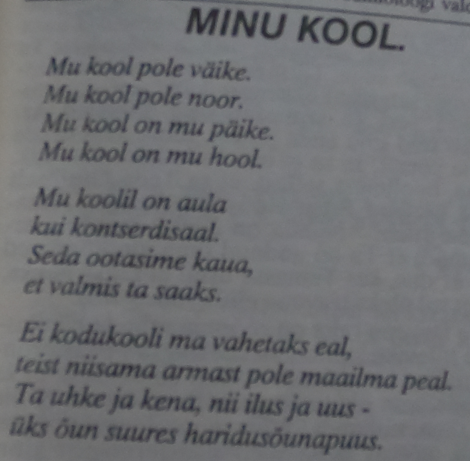 MINU KOOL.
Mu kool pole väike.
Mu kool pole noor.
Mu kool on mu päike.
Mu kool on mu hool.
Mu koolil on aula
kui kontserdisaal.
Seda ootasime kaua,
et valmis ta saaks.
Ei kodukooli ma vahetaks eal,
teist niisama armast pole maailma peal.
Ta uhke ja kena, nii ilus ja uus -
üks õun suures haridusõunapuus.